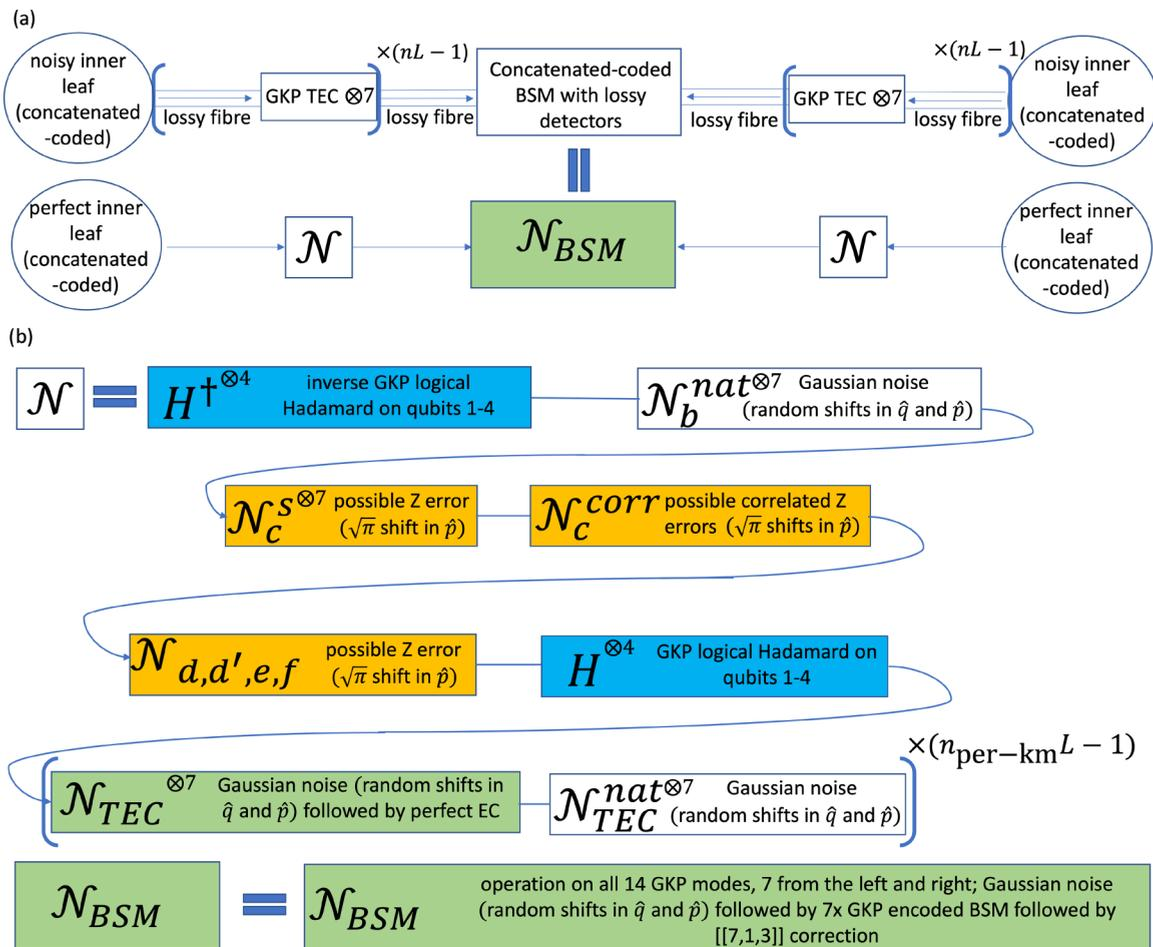 (a)
noisy inner
leaf
(concatenated
-coded)
lossy fibre
GKP TEC ⊗7
×(nL − 1)
lossy fibre
Concatenated-coded
BSM with lossy
detectors
lossy fibre
GKP TEC ⊗7
×(nL − 1)
lossy fibre
noisy inner
leaf
(concatenated
-coded)
perfect inner
leaf
(concatenated
-coded)
𝒩
𝒩_BSM
𝒩
perfect inner
leaf
(concatenated
-coded)
(b)
𝒩
H†^⊗4 inverse GKP logical
Hadamard on qubits 1-4
𝒩_b^nat⊗7 Gaussian noise
(random shifts in q̂ and p̂)
𝒩_c^s⊗7 possible Z error
(√π shift in p̂)
𝒩_c^corr possible correlated Z
errors (√π shifts in p̂)
𝒩_d,d′,e,f possible Z error
(√π shift in p̂)
H^⊗4 GKP logical Hadamard on
qubits 1-4
×(n_per−km L − 1)
𝒩_TEC^⊗7 Gaussian noise (random shifts in
q̂ and p̂) followed by perfect EC
𝒩_TEC^nat⊗7 Gaussian noise
(random shifts in q̂ and p̂)
𝒩_BSM
𝒩_BSM operation on all 14 GKP modes, 7 from the left and right; Gaussian noise
(random shifts in q̂ and p̂) followed by 7x GKP encoded BSM followed by
[[7,1,3]] correction